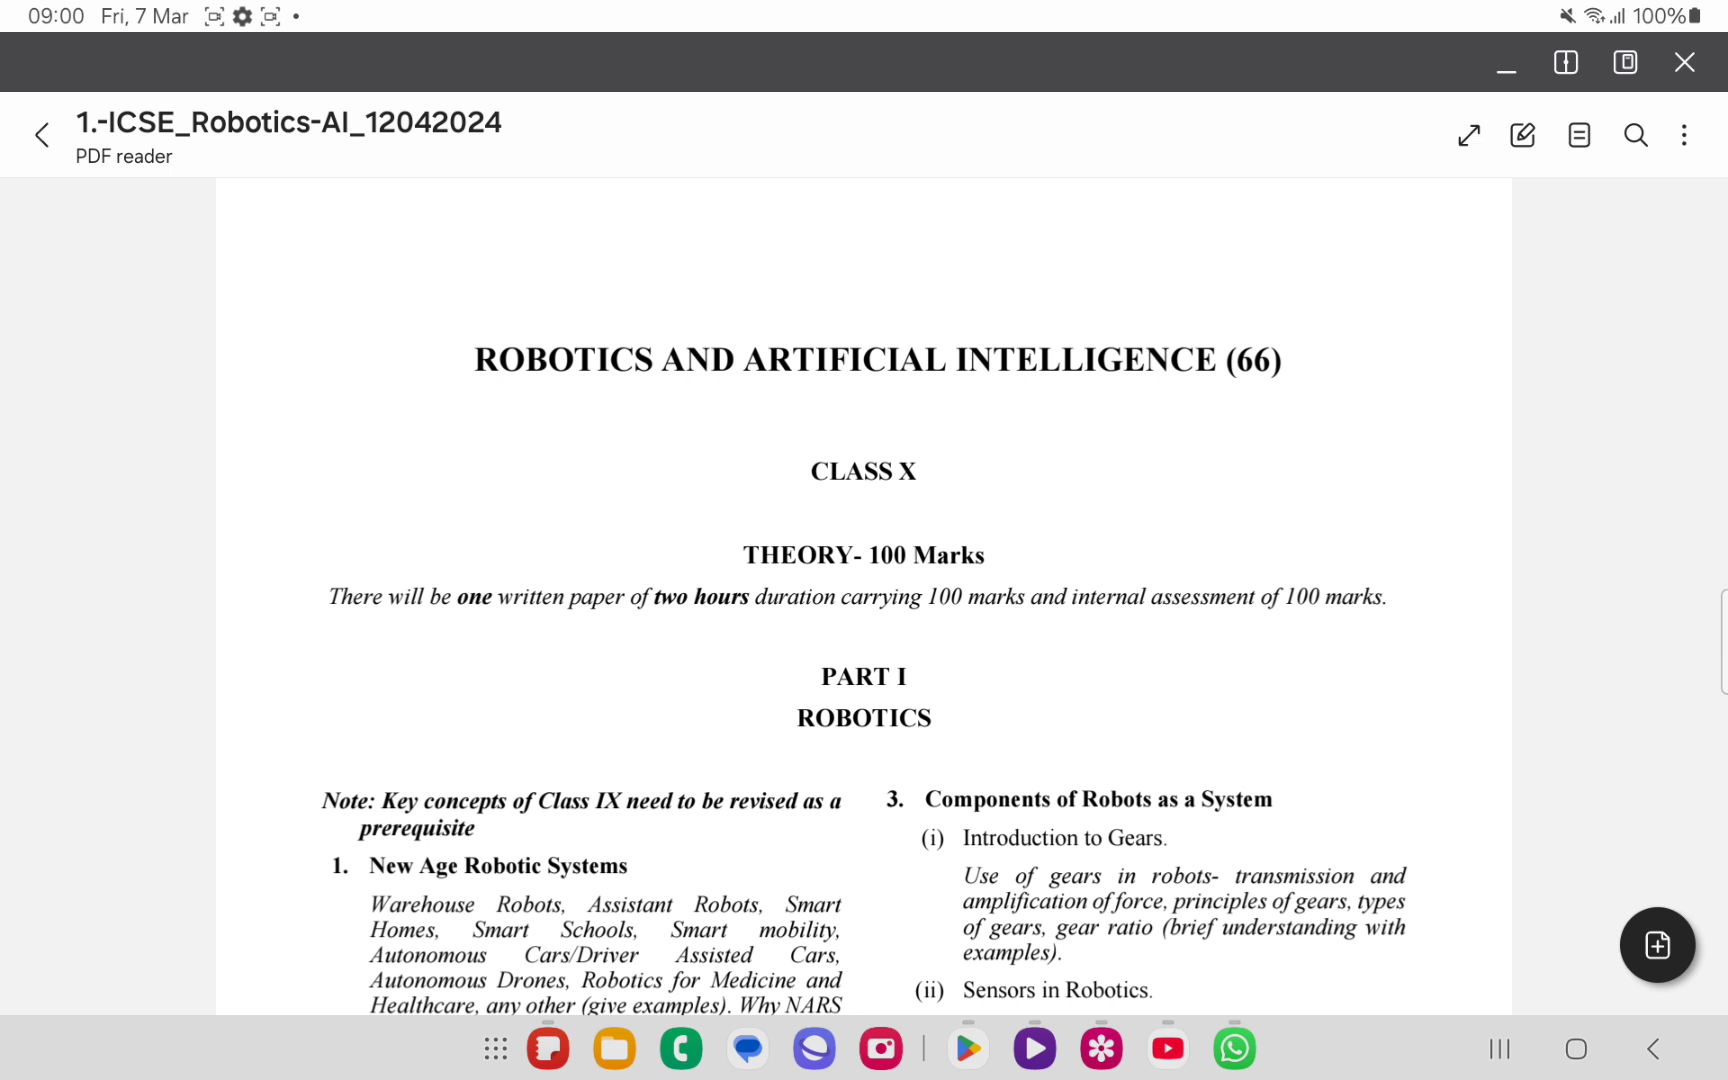 09:00 Fri, 7 Mar
100%
1.-ICSE_Robotics-AI_12042024
PDF reader
ROBOTICS AND ARTIFICIAL INTELLIGENCE (66)
CLASS X
THEORY- 100 Marks
There will be one written paper of two hours duration carrying 100 marks and internal assessment of 100 marks.
PART I
ROBOTICS
Note: Key concepts of Class IX need to be revised as a
prerequisite
1. New Age Robotic Systems
Warehouse Robots, Assistant Robots, Smart
Homes, Smart Schools, Smart mobility,
Autonomous Cars/Driver Assisted Cars,
Autonomous Drones, Robotics for Medicine and
Healthcare, any other (give examples). Why NARS
3. Components of Robots as a System
(i) Introduction to Gears.
Use of gears in robots- transmission and
amplification of force, principles of gears, types
of gears, gear ratio (brief understanding with
examples).
(ii) Sensors in Robotics.